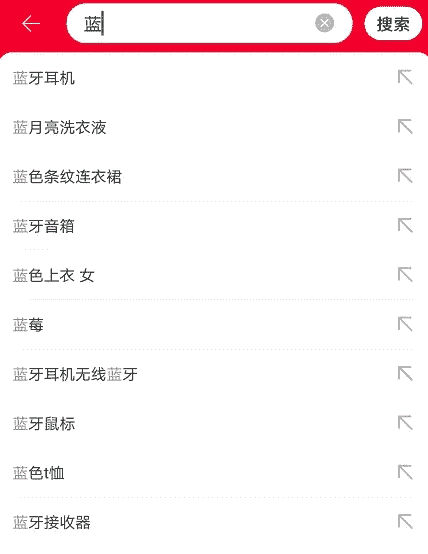 蓝
搜索
蓝牙耳机
蓝月亮洗衣液
蓝色条纹连衣裙
蓝牙音箱
蓝色上衣 女
蓝莓
蓝牙耳机无线蓝牙
蓝牙鼠标
蓝色t恤
蓝牙接收器